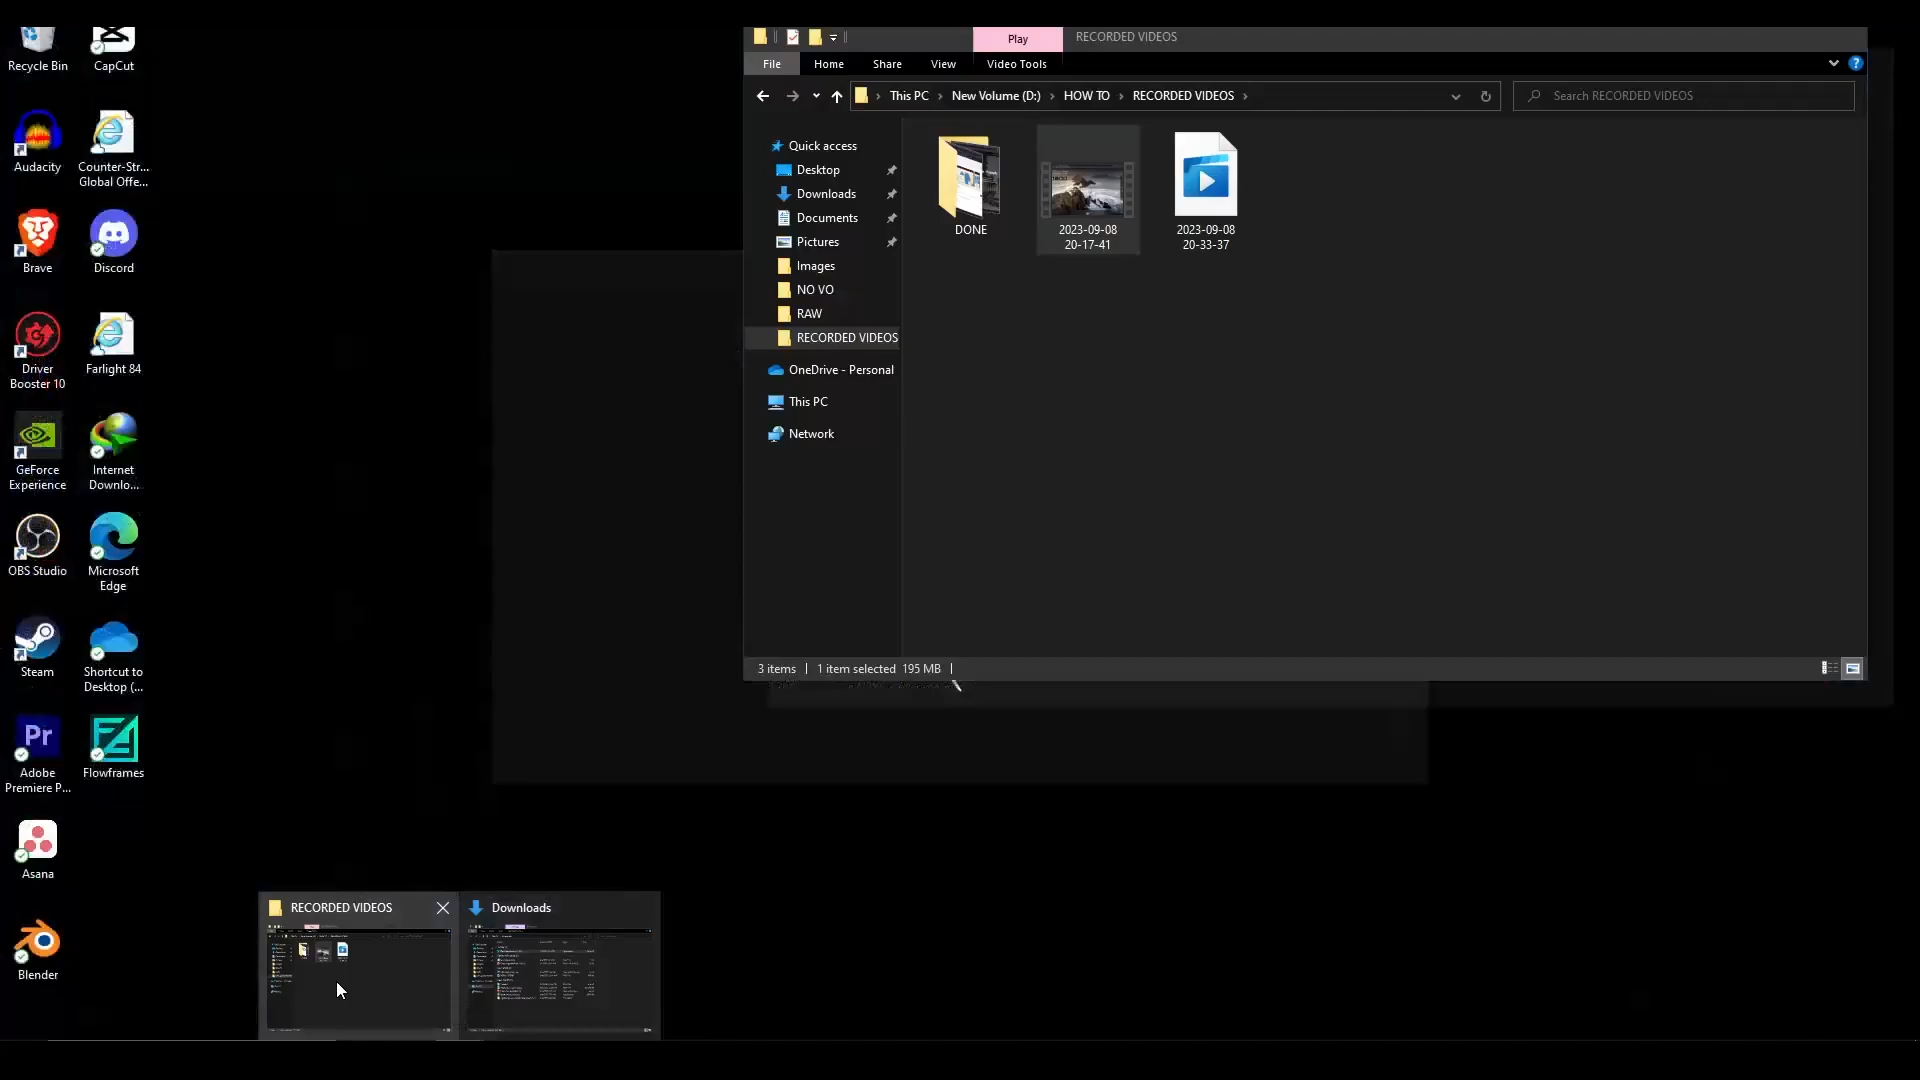 Recycle Bin
CapCut
Audacity
Counter-Str...
Global Offe...
Brave
Discord
Driver
Booster 10
Farlight 84
GeForce
Experience
Internet
Downlo...
OBS Studio
Microsoft
Edge
Steam
Shortcut to
Desktop (...
Pr
Adobe
Premiere P...
Flowframes
Asana
Blender
Play
RECORDED VIDEOS
File
Home
Share
View
Video Tools
?
This PC
New Volume (D:)
HOW TO
RECORDED VIDEOS
Search RECORDED VIDEOS
Quick access
Desktop
Downloads
Documents
Pictures
Images
NO VO
RAW
RECORDED VIDEOS
OneDrive - Personal
This PC
Network
DONE
2023-09-08
20-17-41
2023-09-08
20-33-37
3 items
1 item selected 195 MB
RECORDED VIDEOS
Downloads